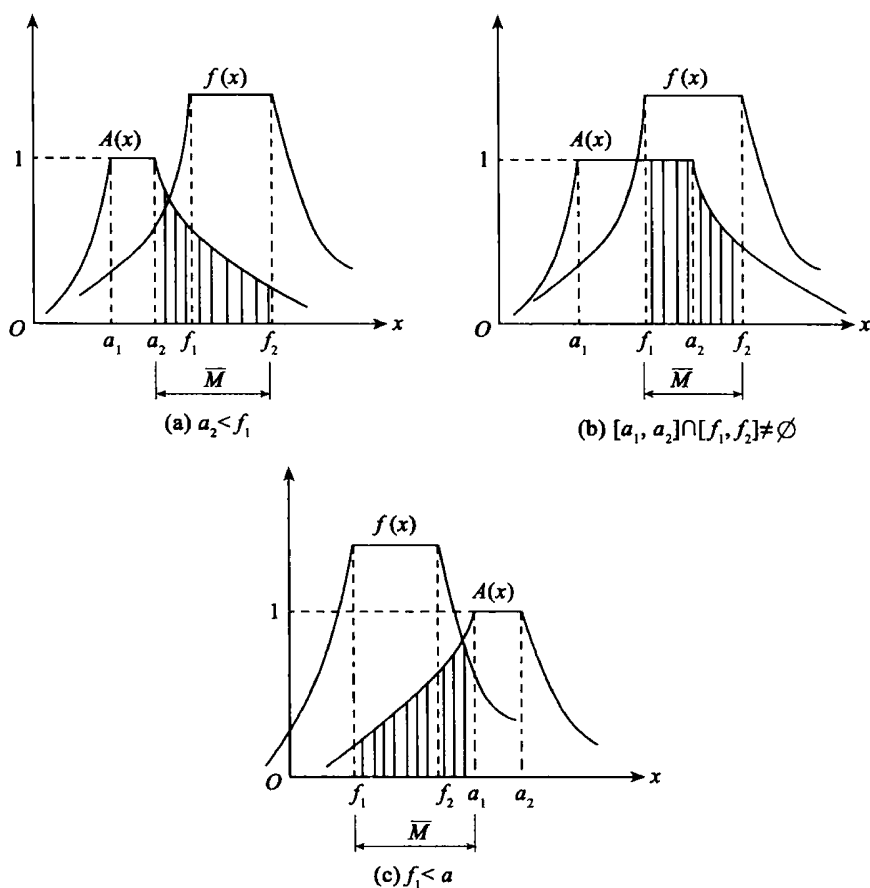 f(x)
A(x)
1
O a₁ a₂ f₁ f₂ x
M̅
(a) a₂<f₁
f(x)
A(x)
1
O a₁ f₁ a₂ f₂ x
M̅
(b) [a₁, a₂]∩[f₁, f₂]≠∅
f(x)
A(x)
1
O f₁ f₂ a₁ a₂ x
M̅
(c) f₁< a